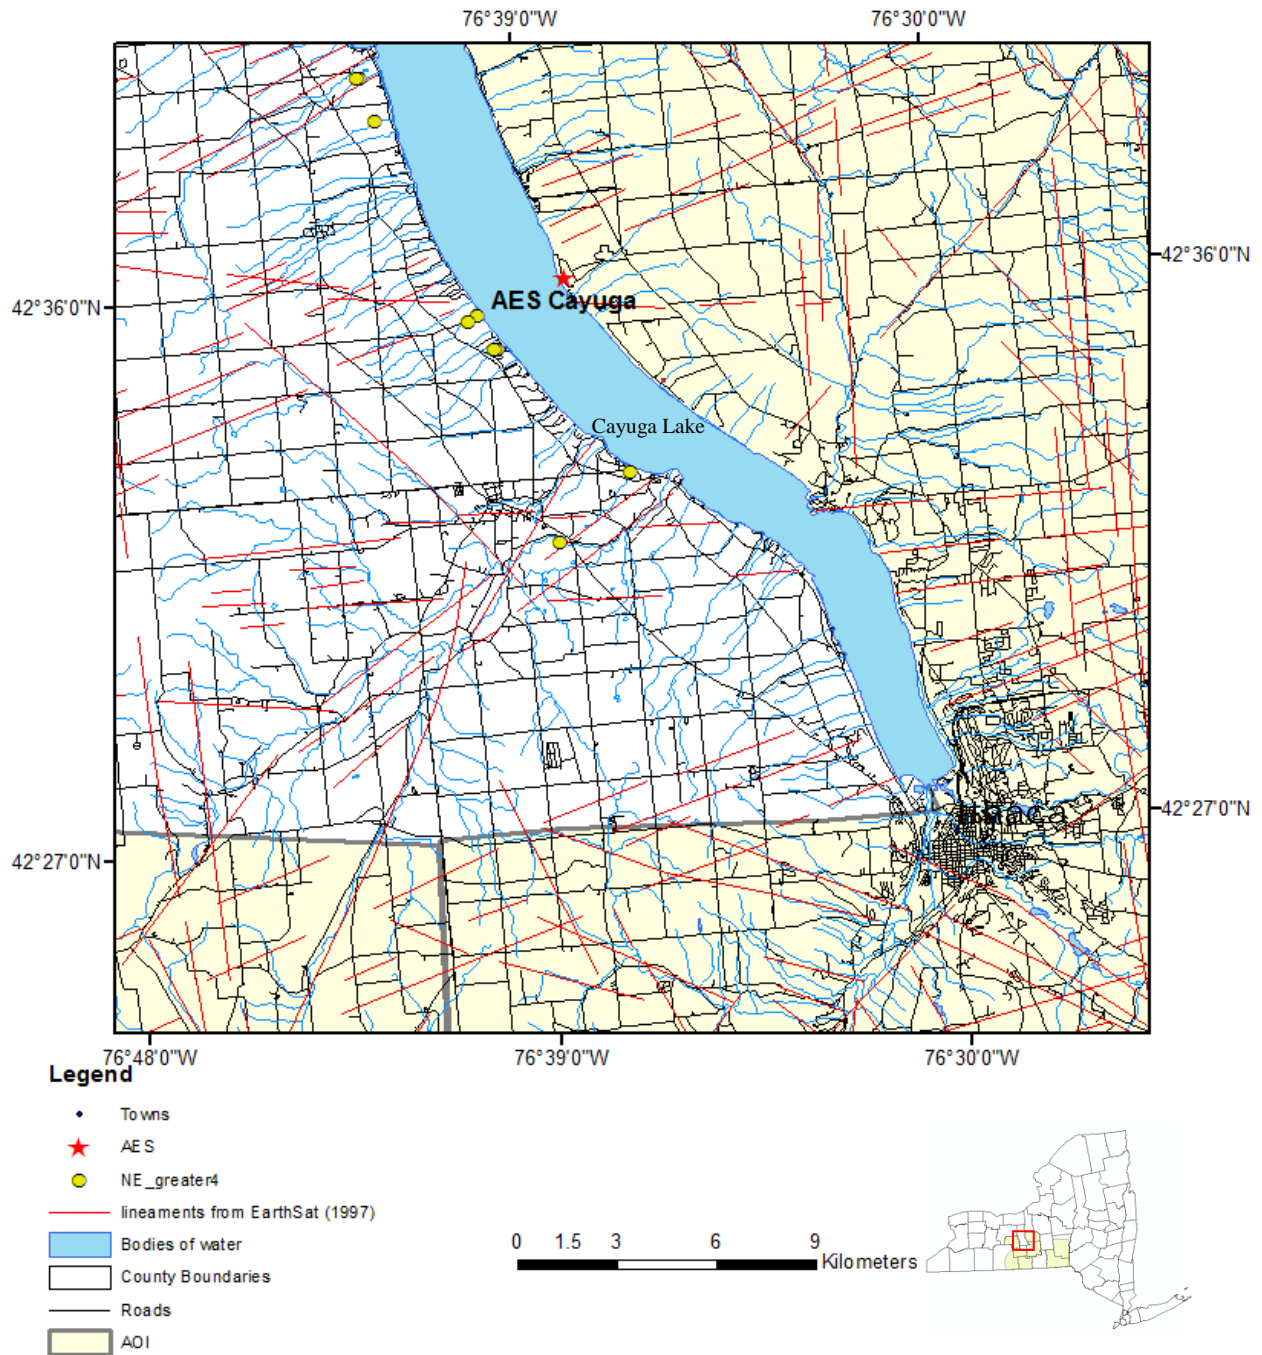 76°39'0"W
76°30'0"W
42°36'0"N
42°36'0"N
AES Cayuga
Cayuga Lake
42°27'0"N
Ithaca
42°27'0"N
76°48'0"W
76°39'0"W
76°30'0"W
Legend
Towns
AES
NE_greater4
lineaments from EarthSat (1997)
Bodies of water
County Boundaries
Roads
AOI
0 1.5 3 6 9
Kilometers